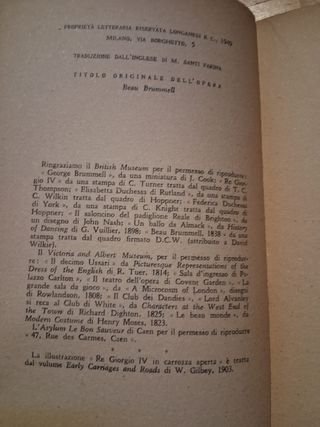 PROPRIETÀ LETTERARIA RISERVATA LONGANESI & C., 1949
MILANO, VIA BORGHETTO, 5
TRADUZIONE DALL'INGLESE DI M. SANTI FARINA
TITOLO ORIGINALE DELL'OPERA
Beau Brummell
Ringraziamo il British Museum per il permesso di riprodurre:
« George Brummell », da una miniatura di J. Cook; « Re Giorgio
IV » da una stampa di C. Turner tratta dal quadro di T. C.
Thompson; « Elisabetta Duchessa di Rutland », da una stampa di
C. Wilkin tratta dal quadro di Hoppner; « Federica Duchessa
di York », da una stampa di C. Knight tratta dal quadro di
Hoppner; « Il saloncino del padiglione Reale di Brighton », da
un disegno di John Nash; « Un ballo da Almack », da History
of Dancing di G. Vuillier, 1898; « Beau Brummell, 1838 » da una
stampa tratta dal quadro firmato D.C.W. (attribuito a David
Wilkie).
Il Victoria and Albert Museum, per il permesso di riprodurre:
« Il decimo Ussari » da Picturesque Representations of the
Dress of the English di R. Tuer, 1814; « Sala d'ingresso di Palazzo
Carlton », « Il teatro dell'opera di Covent Garden », « La
grande sala da gioco », da « A Microcosm of London », disegni
di Rowlandson, 1808; « Il Club dei Dandies », « Lord Alvanley
si reca al Club di White », da Characters at the West End of
the Town di Richard Dighton, 1825; « Le beau monde », da
Modern Costume di Henry Moses, 1823.
L'Asylum Le Bon Sauveur di Caen per il permesso di riprodurre
« 47, Rue des Carmes, Caen ».
* * *
La illustrazione « Re Giorgio IV in carrozza aperta » è tratta
dal volume Early Carriages and Roads di W. Gilbey, 1903.